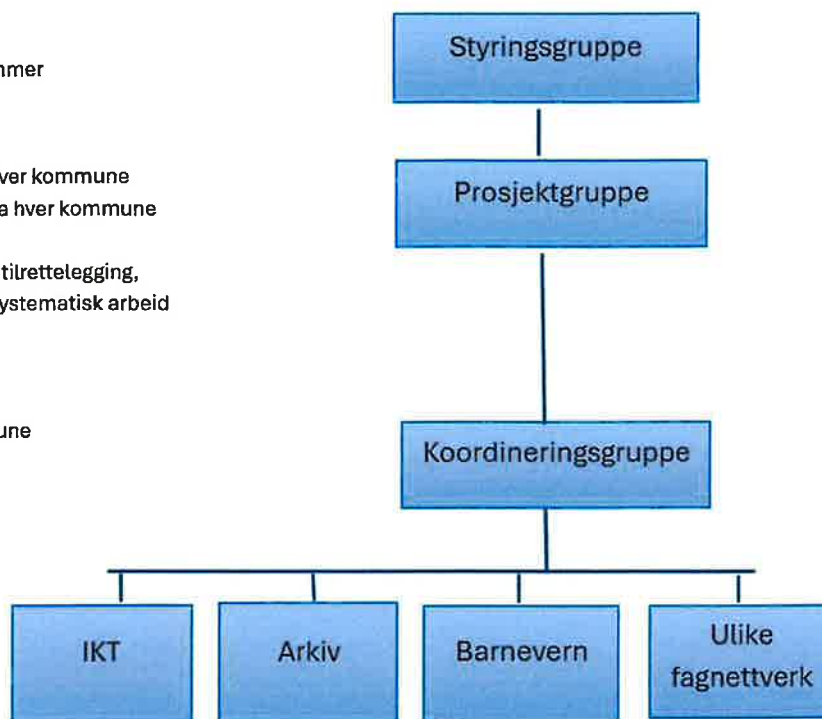 mmer
ver kommune
a hver kommune
tilrettelegging,
ystematisk arbeid
une
Styringsgruppe
Prosjektgruppe
Koordineringsgruppe
IKT
Arkiv
Barnevern
Ulike
fagnettverk